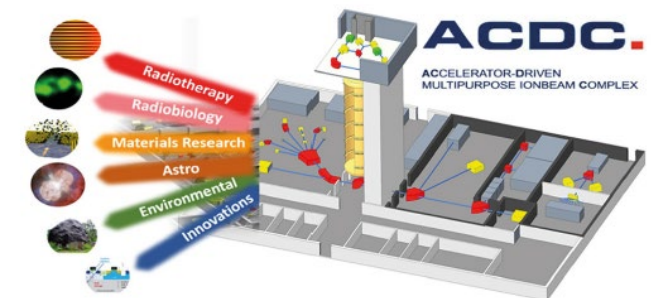 ACDC.
ACCELERATOR-DRIVEN
MULTIPURPOSE IONBEAM COMPLEX
Radiotherapy
Radiobiology
Materials Research
Astro
Environmental
Innovations